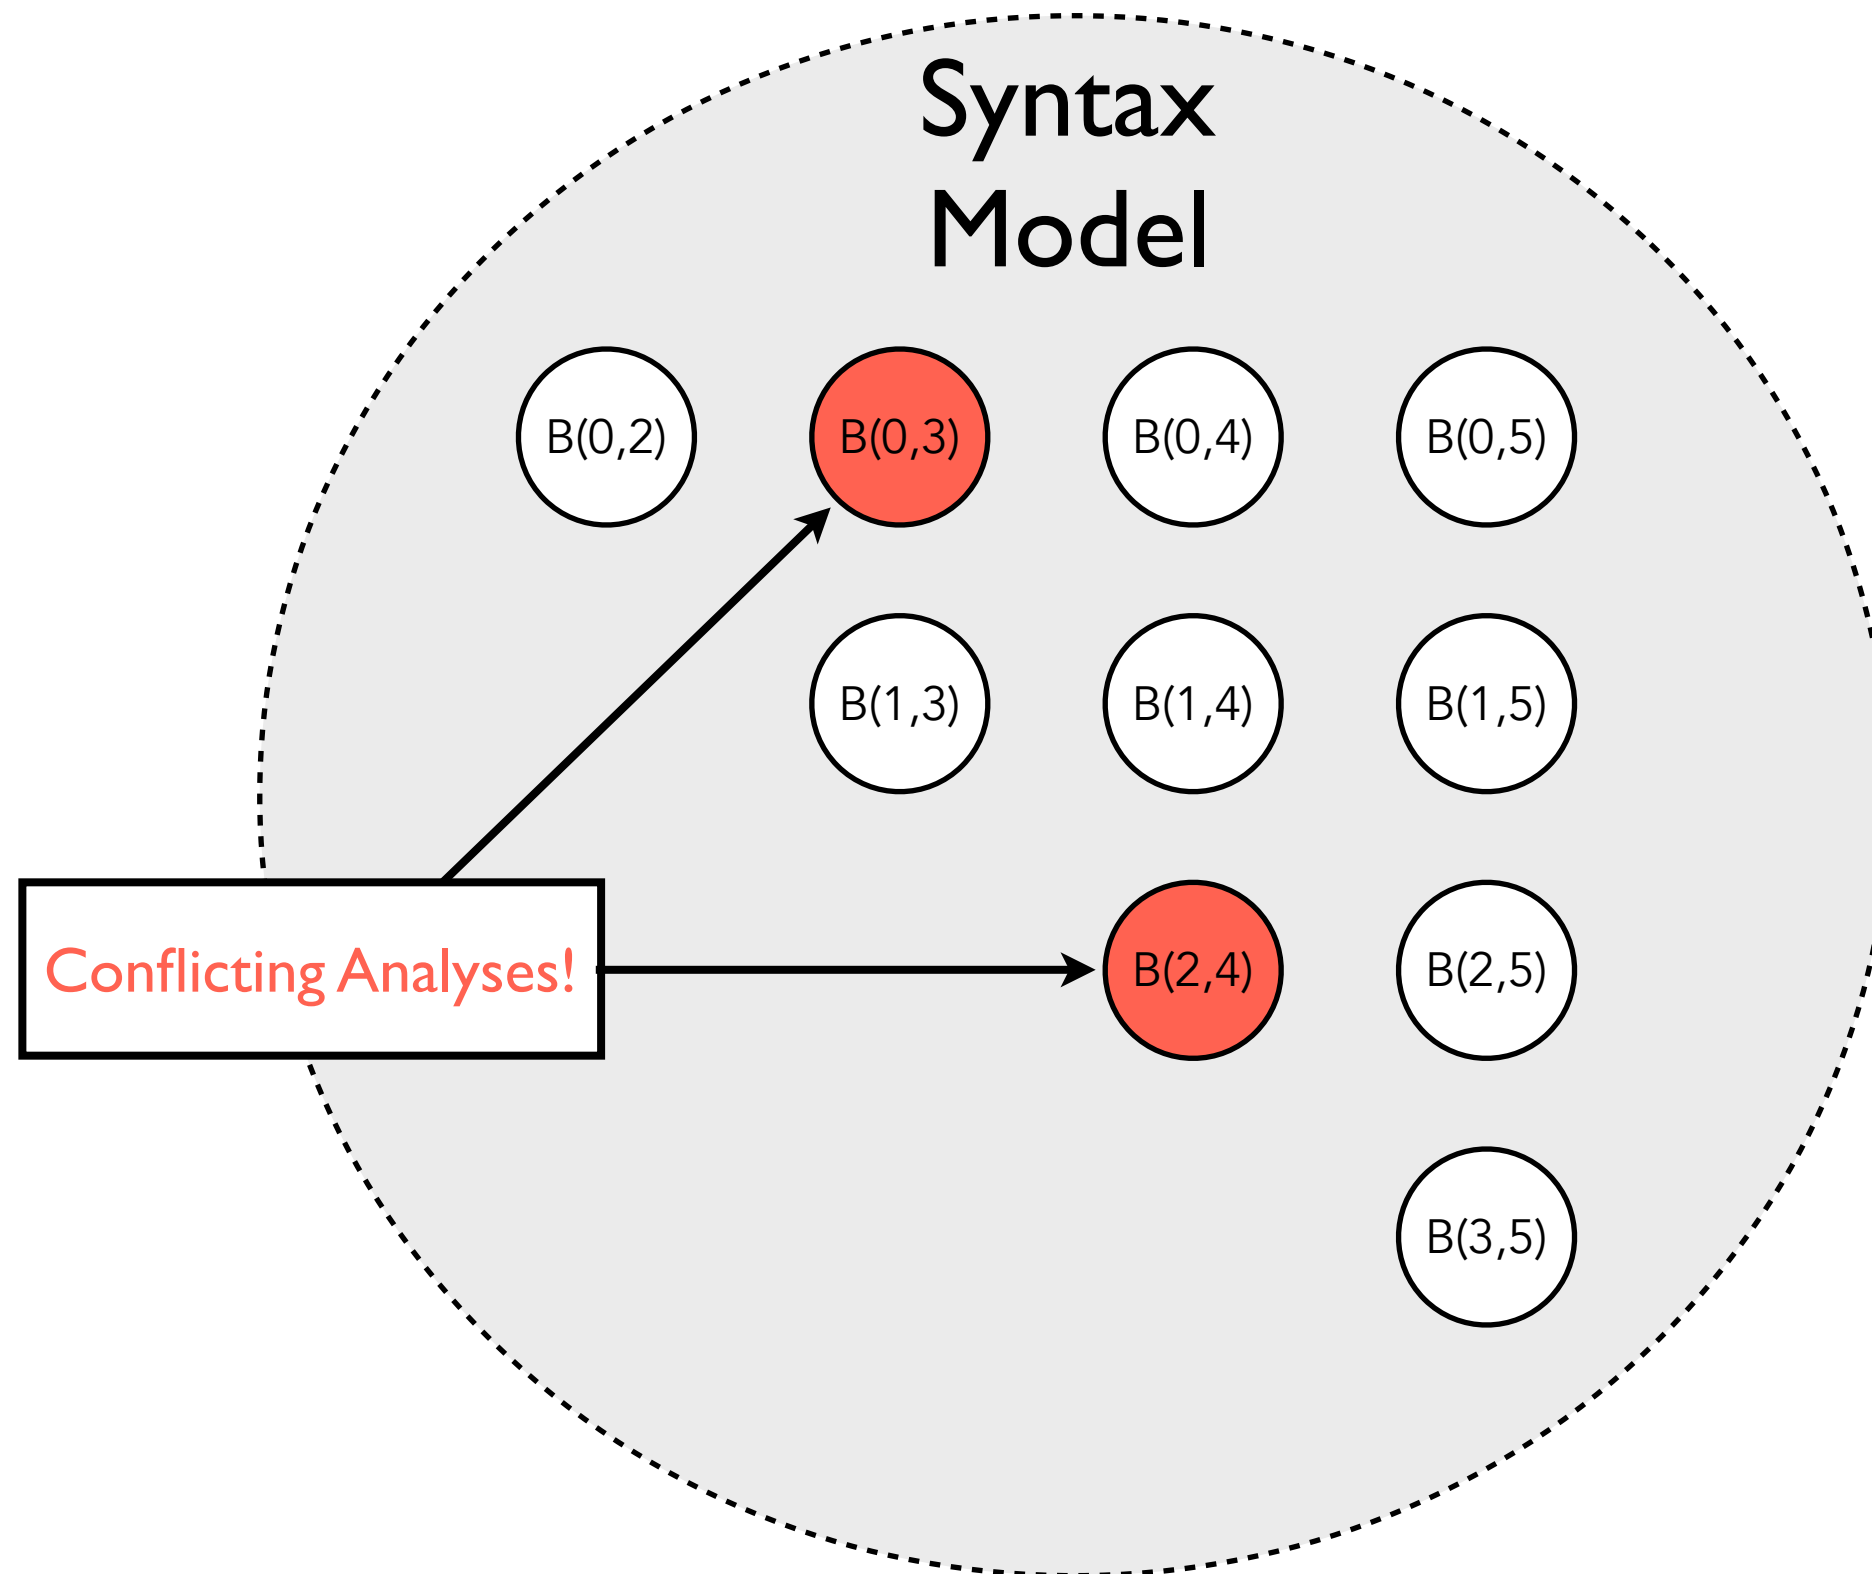 Syntax
Model
B(0,2) B(0,3) B(0,4) B(0,5)
B(1,3) B(1,4) B(1,5)
Conflicting Analyses! B(2,4) B(2,5)
B(3,5)